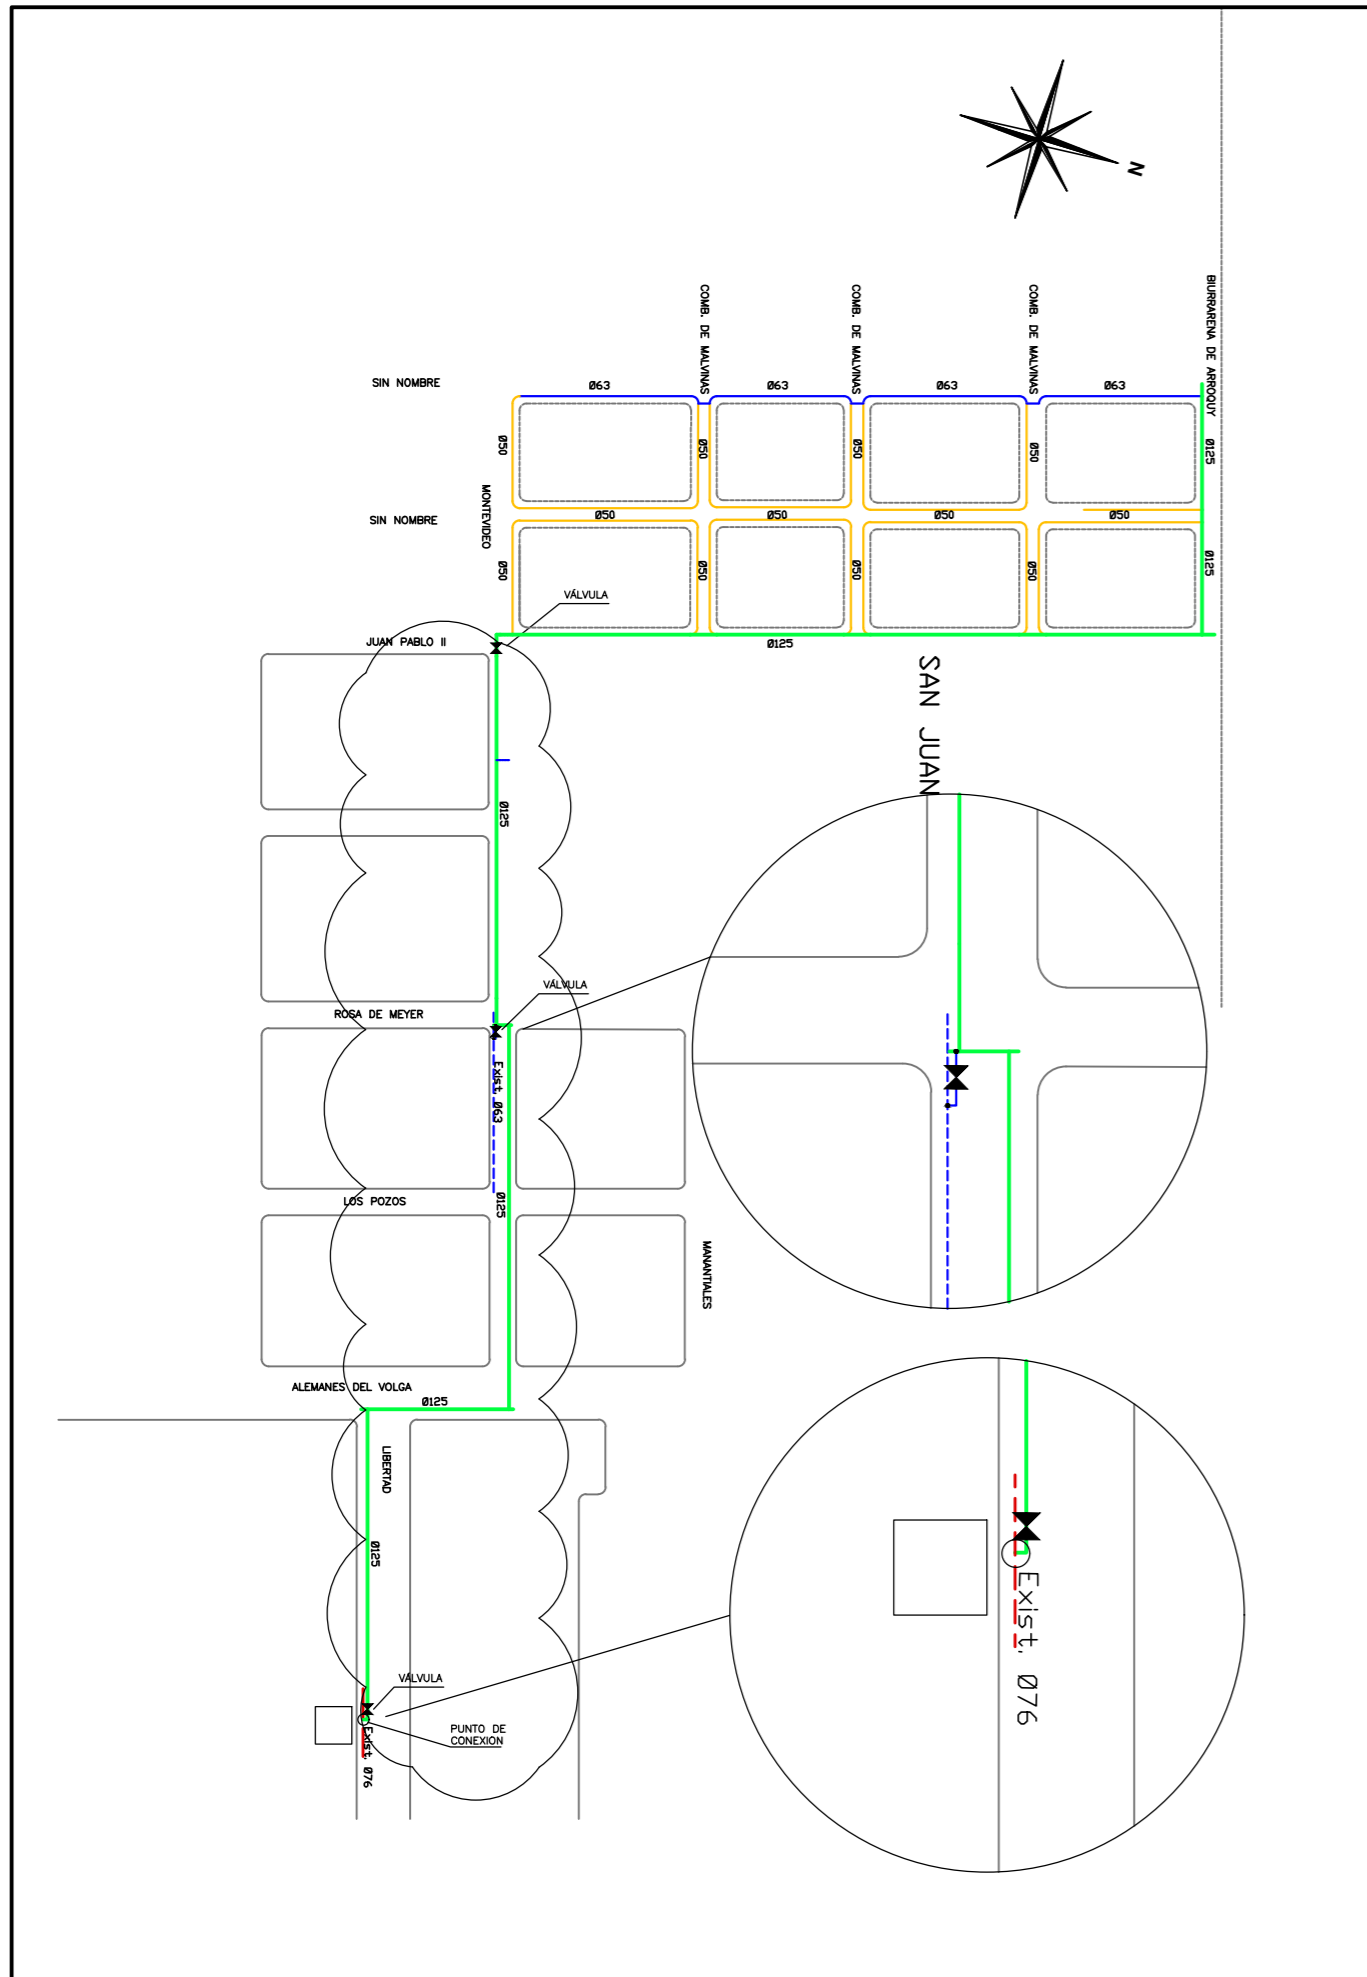 N
BIURRARENA DE ARROQUY
COMB. DE MALVINAS
COMB. DE MALVINAS
COMB. DE MALVINAS
SIN NOMBRE
Ø63
Ø63
Ø63
Ø63
Ø50
Ø50
Ø50
Ø50
Ø125
MONTEVIDEO
SIN NOMBRE
Ø50
Ø50
Ø50
Ø50
Ø50
Ø50
Ø50
Ø50
Ø125
VÁLVULA
JUAN PABLO II
Ø125
SAN JUAN
Ø125
VÁLVULA
ROSA DE MEYER
Exist. Ø63
LOS POZOS
Ø125
MANANTIALES
ALEMANES DEL VOLGA
Ø125
LIBERTAD
Ø125
Exist. Ø76
VÁLVULA
PUNTO DE
CONEXION
Exist. Ø76